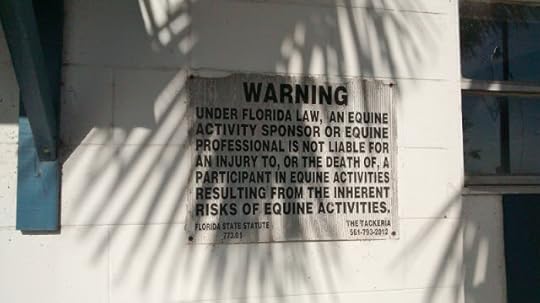 WARNING
UNDER FLORIDA LAW, AN EQUINE
ACTIVITY SPONSOR OR EQUINE
PROFESSIONAL IS NOT LIABLE FOR
AN INJURY TO, OR THE DEATH OF, A
PARTICIPANT IN EQUINE ACTIVITIES
RESULTING FROM THE INHERENT
RISKS OF EQUINE ACTIVITIES.
FLORIDA STATE STATUTE THE TACKERIA
773.01 561-793-2012